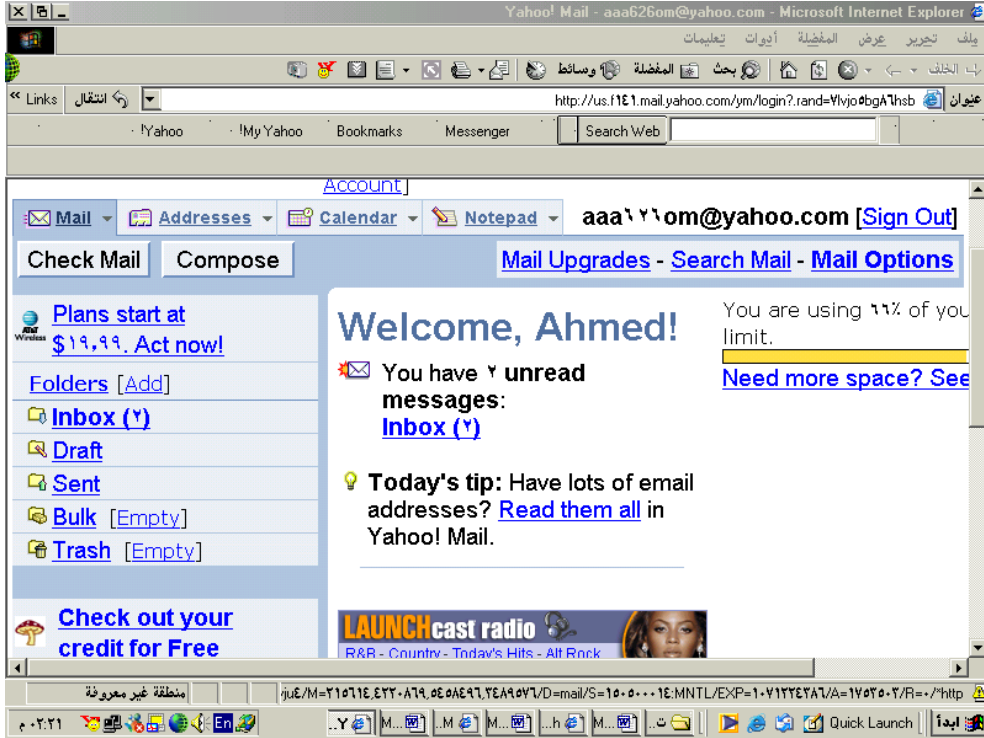 Yahoo! Mail - aaa626om@yahoo.com - Microsoft Internet Explorer
ملف تحرير عرض المفضلة أدوات تعليمات
الخلف بحث المفضلة وسائط
عنوان http://us.f١٤١.mail.yahoo.com/ym/login?.rand=٧lvjo٥bg٨٦hsb انتقال Links
!Yahoo !My Yahoo Bookmarks Messenger Search Web
Account]
Mail Addresses Calendar Notepad aaa٦٢٦om@yahoo.com [Sign Out]
Check Mail Compose Mail Upgrades - Search Mail - Mail Options
Plans start at
$١٩,٩٩. Act now!
Folders [Add]
Inbox (٢)
Draft
Sent
Bulk [Empty]
Trash [Empty]
Check out your
credit for Free
Welcome, Ahmed!
You have ٢ unread
messages:
Inbox (٢)
Today's tip: Have lots of email
addresses? Read them all in
Yahoo! Mail.
LAUNCHcast radio
R&B - Country - Today's Hits - Alt Rock
You are using ٦٦% of you
limit.
Need more space? See
منطقة غير معروفة
ابدأ Quick Launch ..ت M... h... M... M.. M... Y.. En ٠٢:٢١ م